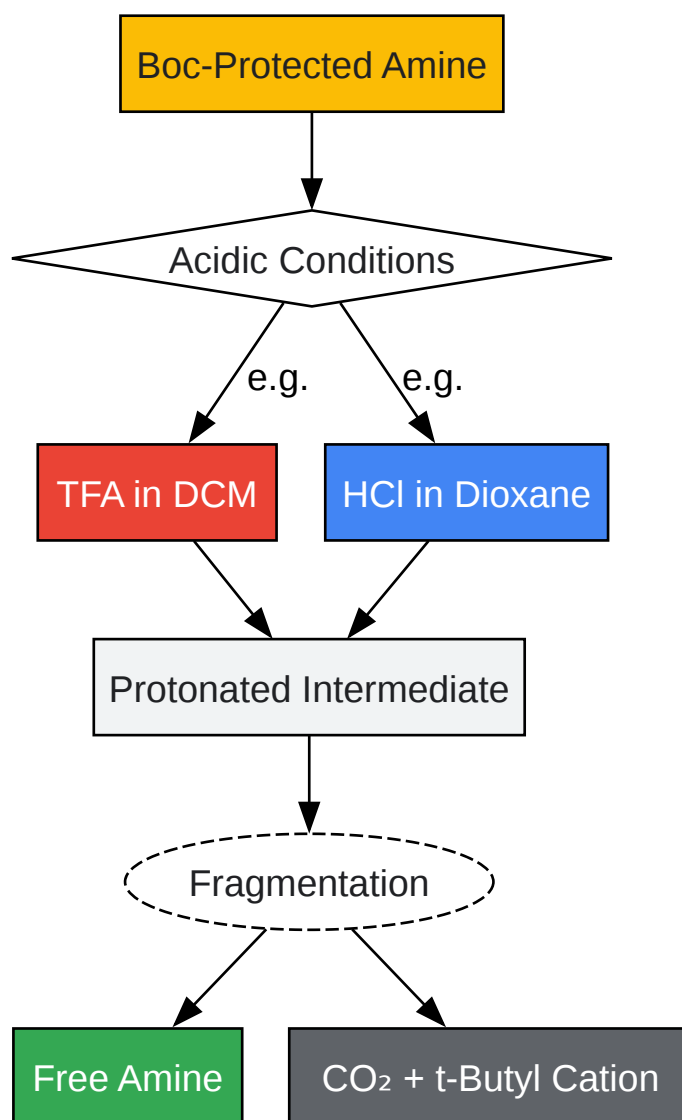 Boc-Protected Amine
Acidic Conditions
e.g.
e.g.
TFA in DCM
HCl in Dioxane
Protonated Intermediate
Fragmentation
Free Amine
CO₂ + t-Butyl Cation